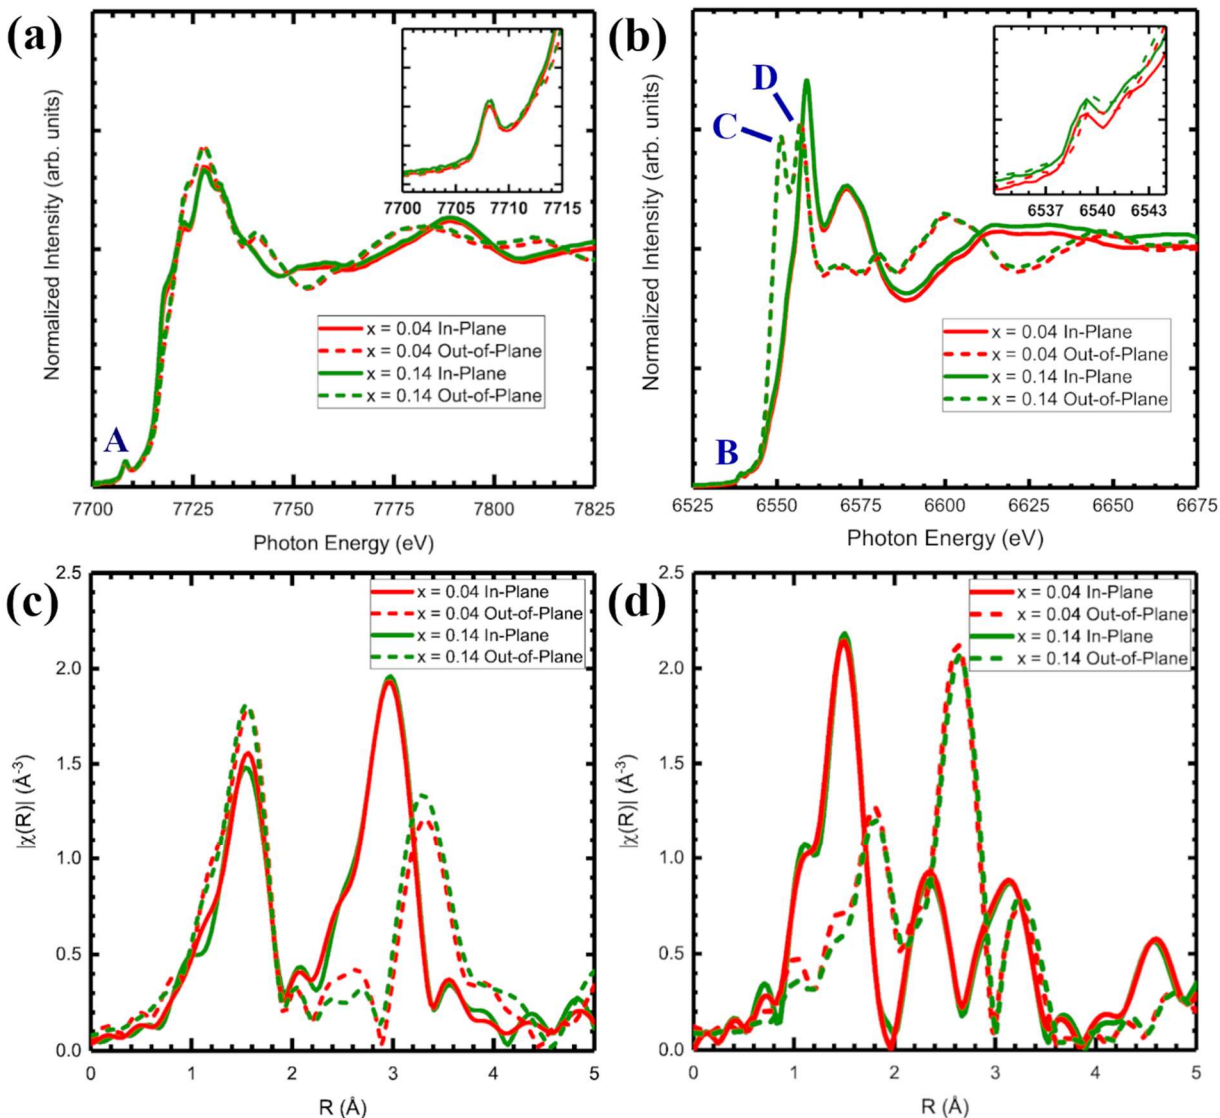 (a)
Normalized Intensity (arb. units)
7700 7705 7710 7715
x = 0.04 In-Plane
x = 0.04 Out-of-Plane
x = 0.14 In-Plane
x = 0.14 Out-of-Plane
A
7700 7725 7750 7775 7800 7825
Photon Energy (eV)
(b)
Normalized Intensity (arb. units)
D
C
6537 6540 6543
x = 0.04 In-Plane
x = 0.04 Out-of-Plane
x = 0.14 In-Plane
x = 0.14 Out-of-Plane
B
6525 6550 6575 6600 6625 6650 6675
Photon Energy (eV)
(c)
|χ(R)| (Å-3)
2.5
2.0
1.5
1.0
0.5
0.0
x = 0.04 In-Plane
x = 0.04 Out-of-Plane
x = 0.14 In-Plane
x = 0.14 Out-of-Plane
0 1 2 3 4 5
R (Å)
(d)
|χ(R)| (Å-3)
2.5
2.0
1.5
1.0
0.5
0.0
x = 0.04 In-Plane
x = 0.04 Out-of-Plane
x = 0.14 In-Plane
x = 0.14 Out-of-Plane
0 1 2 3 4 5
R (Å)